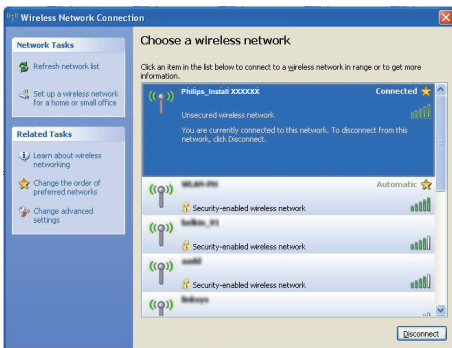 Wireless Network Connection
Network Tasks
Refresh network list
Set up a wireless network
for a home or small office
Related Tasks
Learn about wireless
networking
Change the order of
preferred networks
Change advanced
settings
Choose a wireless network
Click an item in the list below to connect to a wireless network in range or to get more
information.
Philips_Install XXXXXX
Connected
Unsecured wireless network
You are currently connected to this network. To disconnect from this
network, click Disconnect.
Automatic
Security-enabled wireless network
Security-enabled wireless network
Security-enabled wireless network
Disconnect